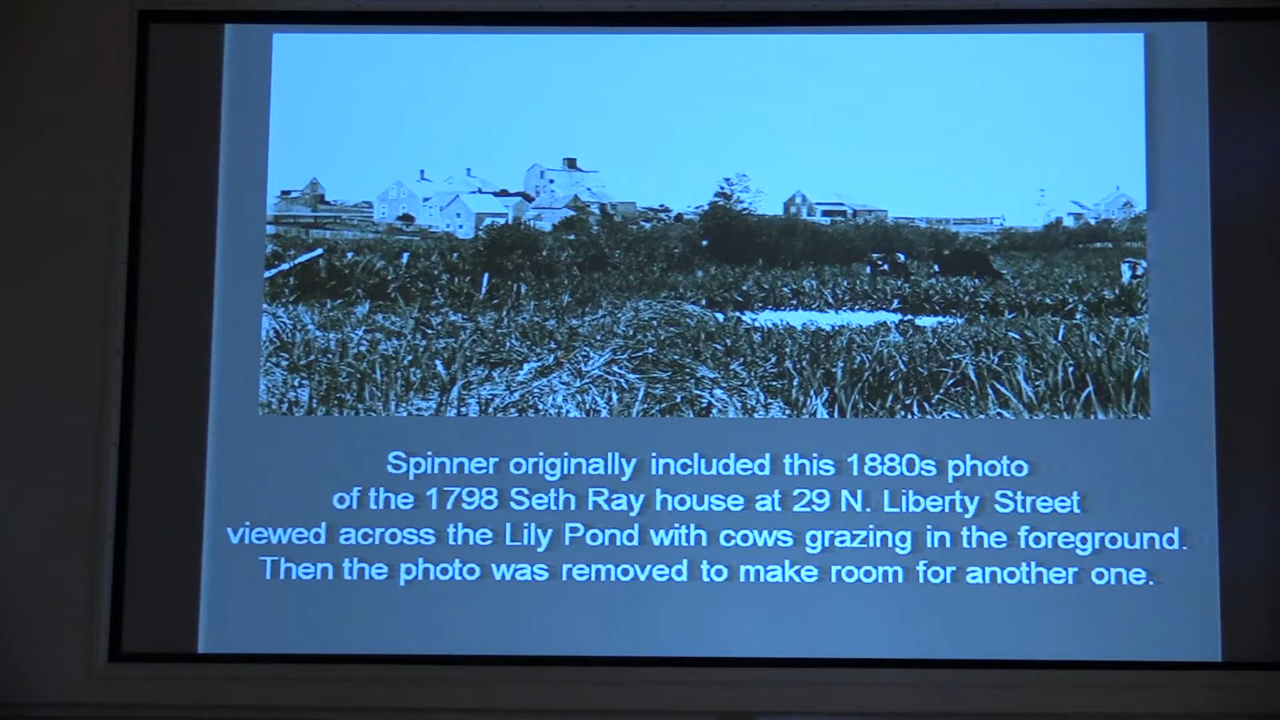 Spinner originally included this 1880s photo
of the 1798 Seth Ray house at 29 N. Liberty Street
viewed across the Lily Pond with cows grazing in the foreground.
Then the photo was removed to make room for another one.